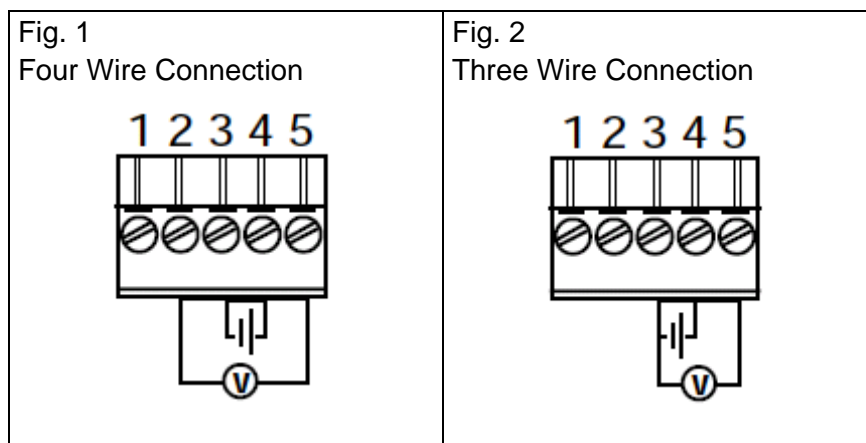 Fig. 1
Four Wire Connection
1 2 3 4 5
V
Fig. 2
Three Wire Connection
1 2 3 4 5
V